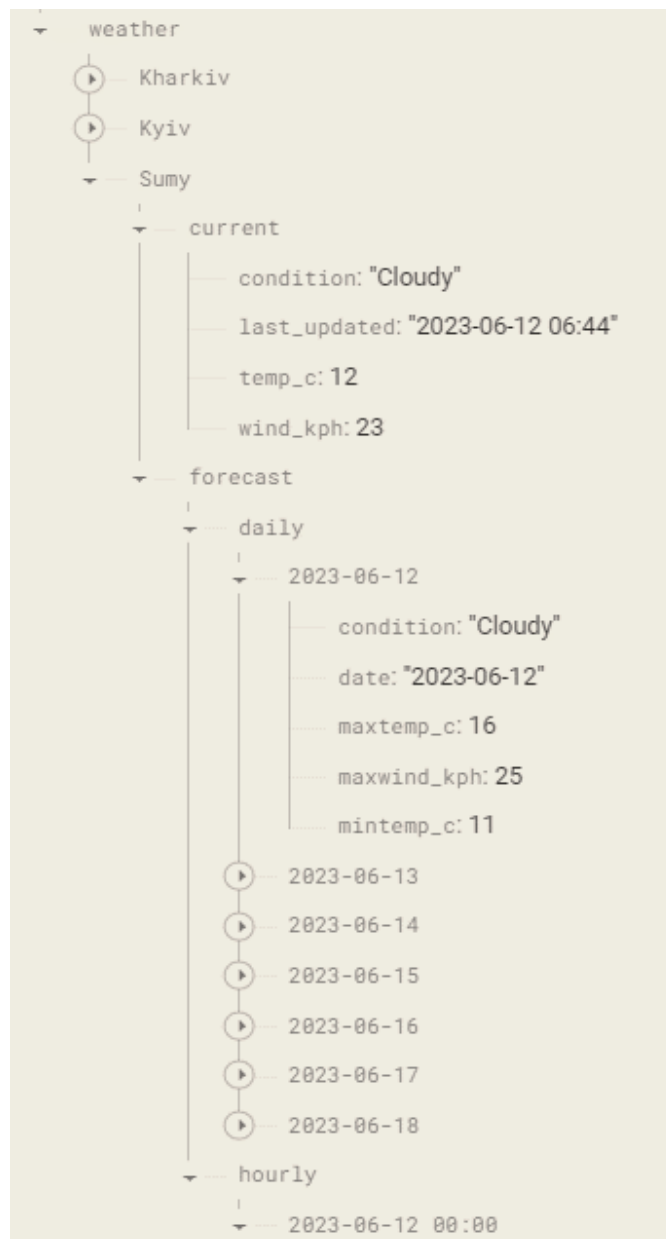 weather
Kharkiv
Kyiv
Sumy
current
condition: "Cloudy"
last_updated: "2023-06-12 06:44"
temp_c: 12
wind_kph: 23
forecast
daily
2023-06-12
condition: "Cloudy"
date: "2023-06-12"
maxtemp_c: 16
maxwind_kph: 25
mintemp_c: 11
2023-06-13
2023-06-14
2023-06-15
2023-06-16
2023-06-17
2023-06-18
hourly
2023-06-12 00:00